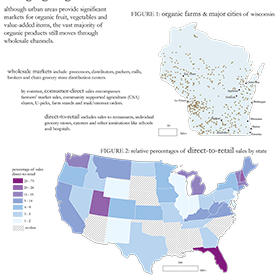 although urban areas provide significant
markets for organic fruit, vegetables and
value-added items, the vast majority of
organic products still moves through
wholesale channels.
FIGURE 1: organic farms & major cities of wisconsin
wholesale markets include processors, distributors, packers, mills,
bankers and chain grocery store distribution centers
by contrast, consumer-direct sales encompasses
farmers' market sales, community supported agriculture (CSA)
shares, U-picks, farm stands and mail/internet orders.
direct-to-retail includes sales to restaurants, individual
grocery stores, caterers and other institutions like schools
and hospitals.
FIGURE 2: relative percentages of direct-to-retail sales by state
percentage of sales
direct-to-retail